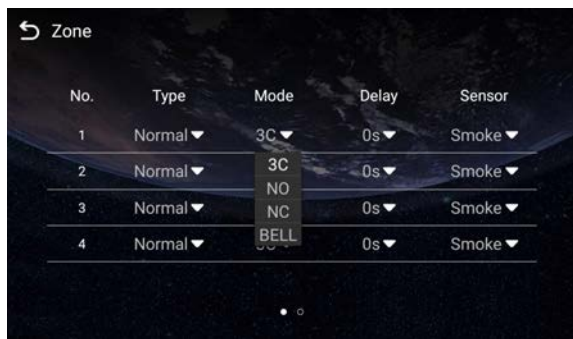 Zone
No. Type Mode Delay Sensor
1 Normal 3C 0s Smoke
2 Normal 3C 0s Smoke
NO
3 Normal NC 0s Smoke
4 Normal BELL 0s Smoke